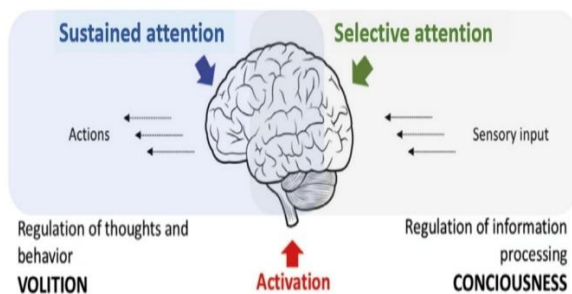 Sustained attention
Selective attention
Actions
Sensory input
Regulation of thoughts and
behavior
VOLITION
Activation
Regulation of information
processing
CONCIOUSNESS